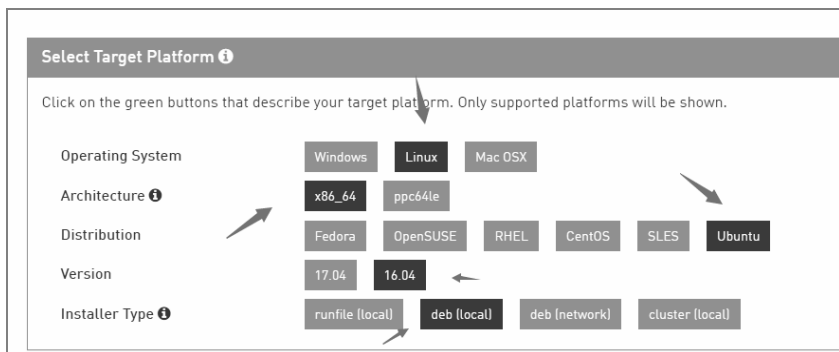 Select Target Platform
Click on the green buttons that describe your target platform. Only supported platforms will be shown.
Operating System Windows Linux Mac OSX
Architecture x86_64 ppc64le
Distribution Fedora OpenSUSE RHEL CentOS SLES Ubuntu
Version 17.04 16.04
Installer Type runfile (local) deb (local) deb (network) cluster (local)